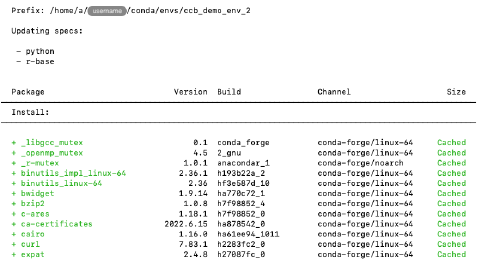 Prefix: /home/a/username/conda/envs/ccb_demo_env_2
Updating specs:
- python
- r-base
Package Version Build Channel Size
Install:
+ _libgcc_mutex 0.1 conda_forge conda-forge/linux-64 Cached
+ _openmp_mutex 4.5 2_gnu conda-forge/linux-64 Cached
+ _r-mutex 1.0.1 anacondar_1 conda-forge/noarch Cached
+ binutils_impl_linux-64 2.36.1 h193b22a_2 conda-forge/linux-64 Cached
+ binutils_linux-64 2.36 hf3e587d_10 conda-forge/linux-64 Cached
+ bwidget 1.9.14 ha770c72_1 conda-forge/linux-64 Cached
+ bzip2 1.0.8 h7f98852_4 conda-forge/linux-64 Cached
+ c-ares 1.18.1 h7f98852_0 conda-forge/linux-64 Cached
+ ca-certificates 2022.6.15 ha878542_0 conda-forge/linux-64 Cached
+ cairo 1.16.0 ha61ee94_1011 conda-forge/linux-64 Cached
+ curl 7.83.1 h2283fc2_0 conda-forge/linux-64 Cached
+ expat 2.4.8 h27087fc_0 conda-forge/linux-64 Cached